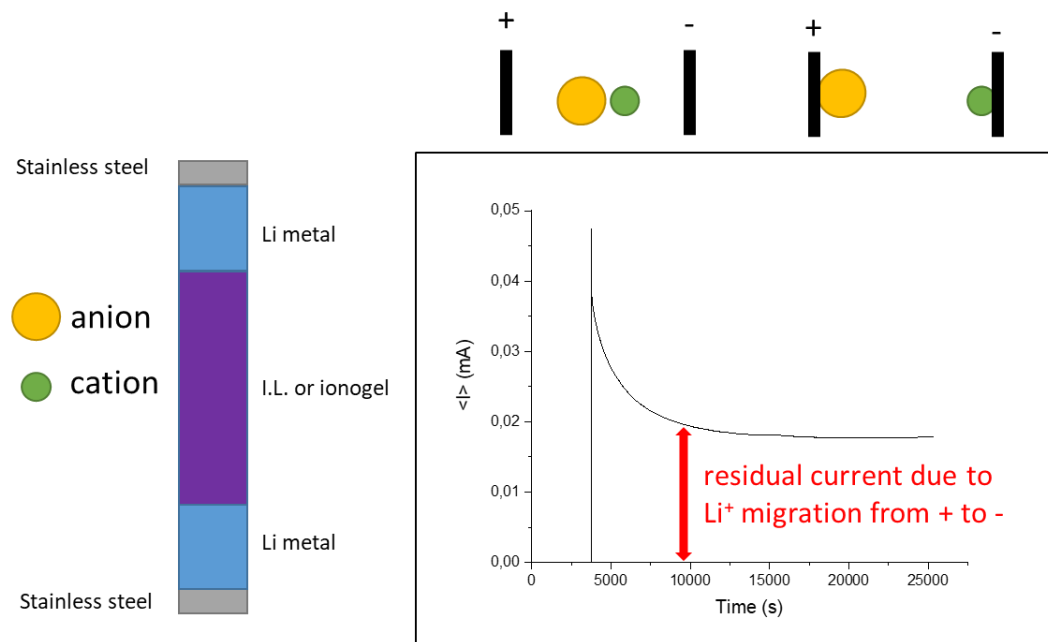 + - + -
Stainless steel
Li metal
anion
cation
I.L. or ionogel
Li metal
Stainless steel
0,05
0,04
0,03
0,02
0,01
0,00
<I> (mA)
residual current due to
Li⁺ migration from + to -
0 5000 10000 15000 20000 25000
Time (s)